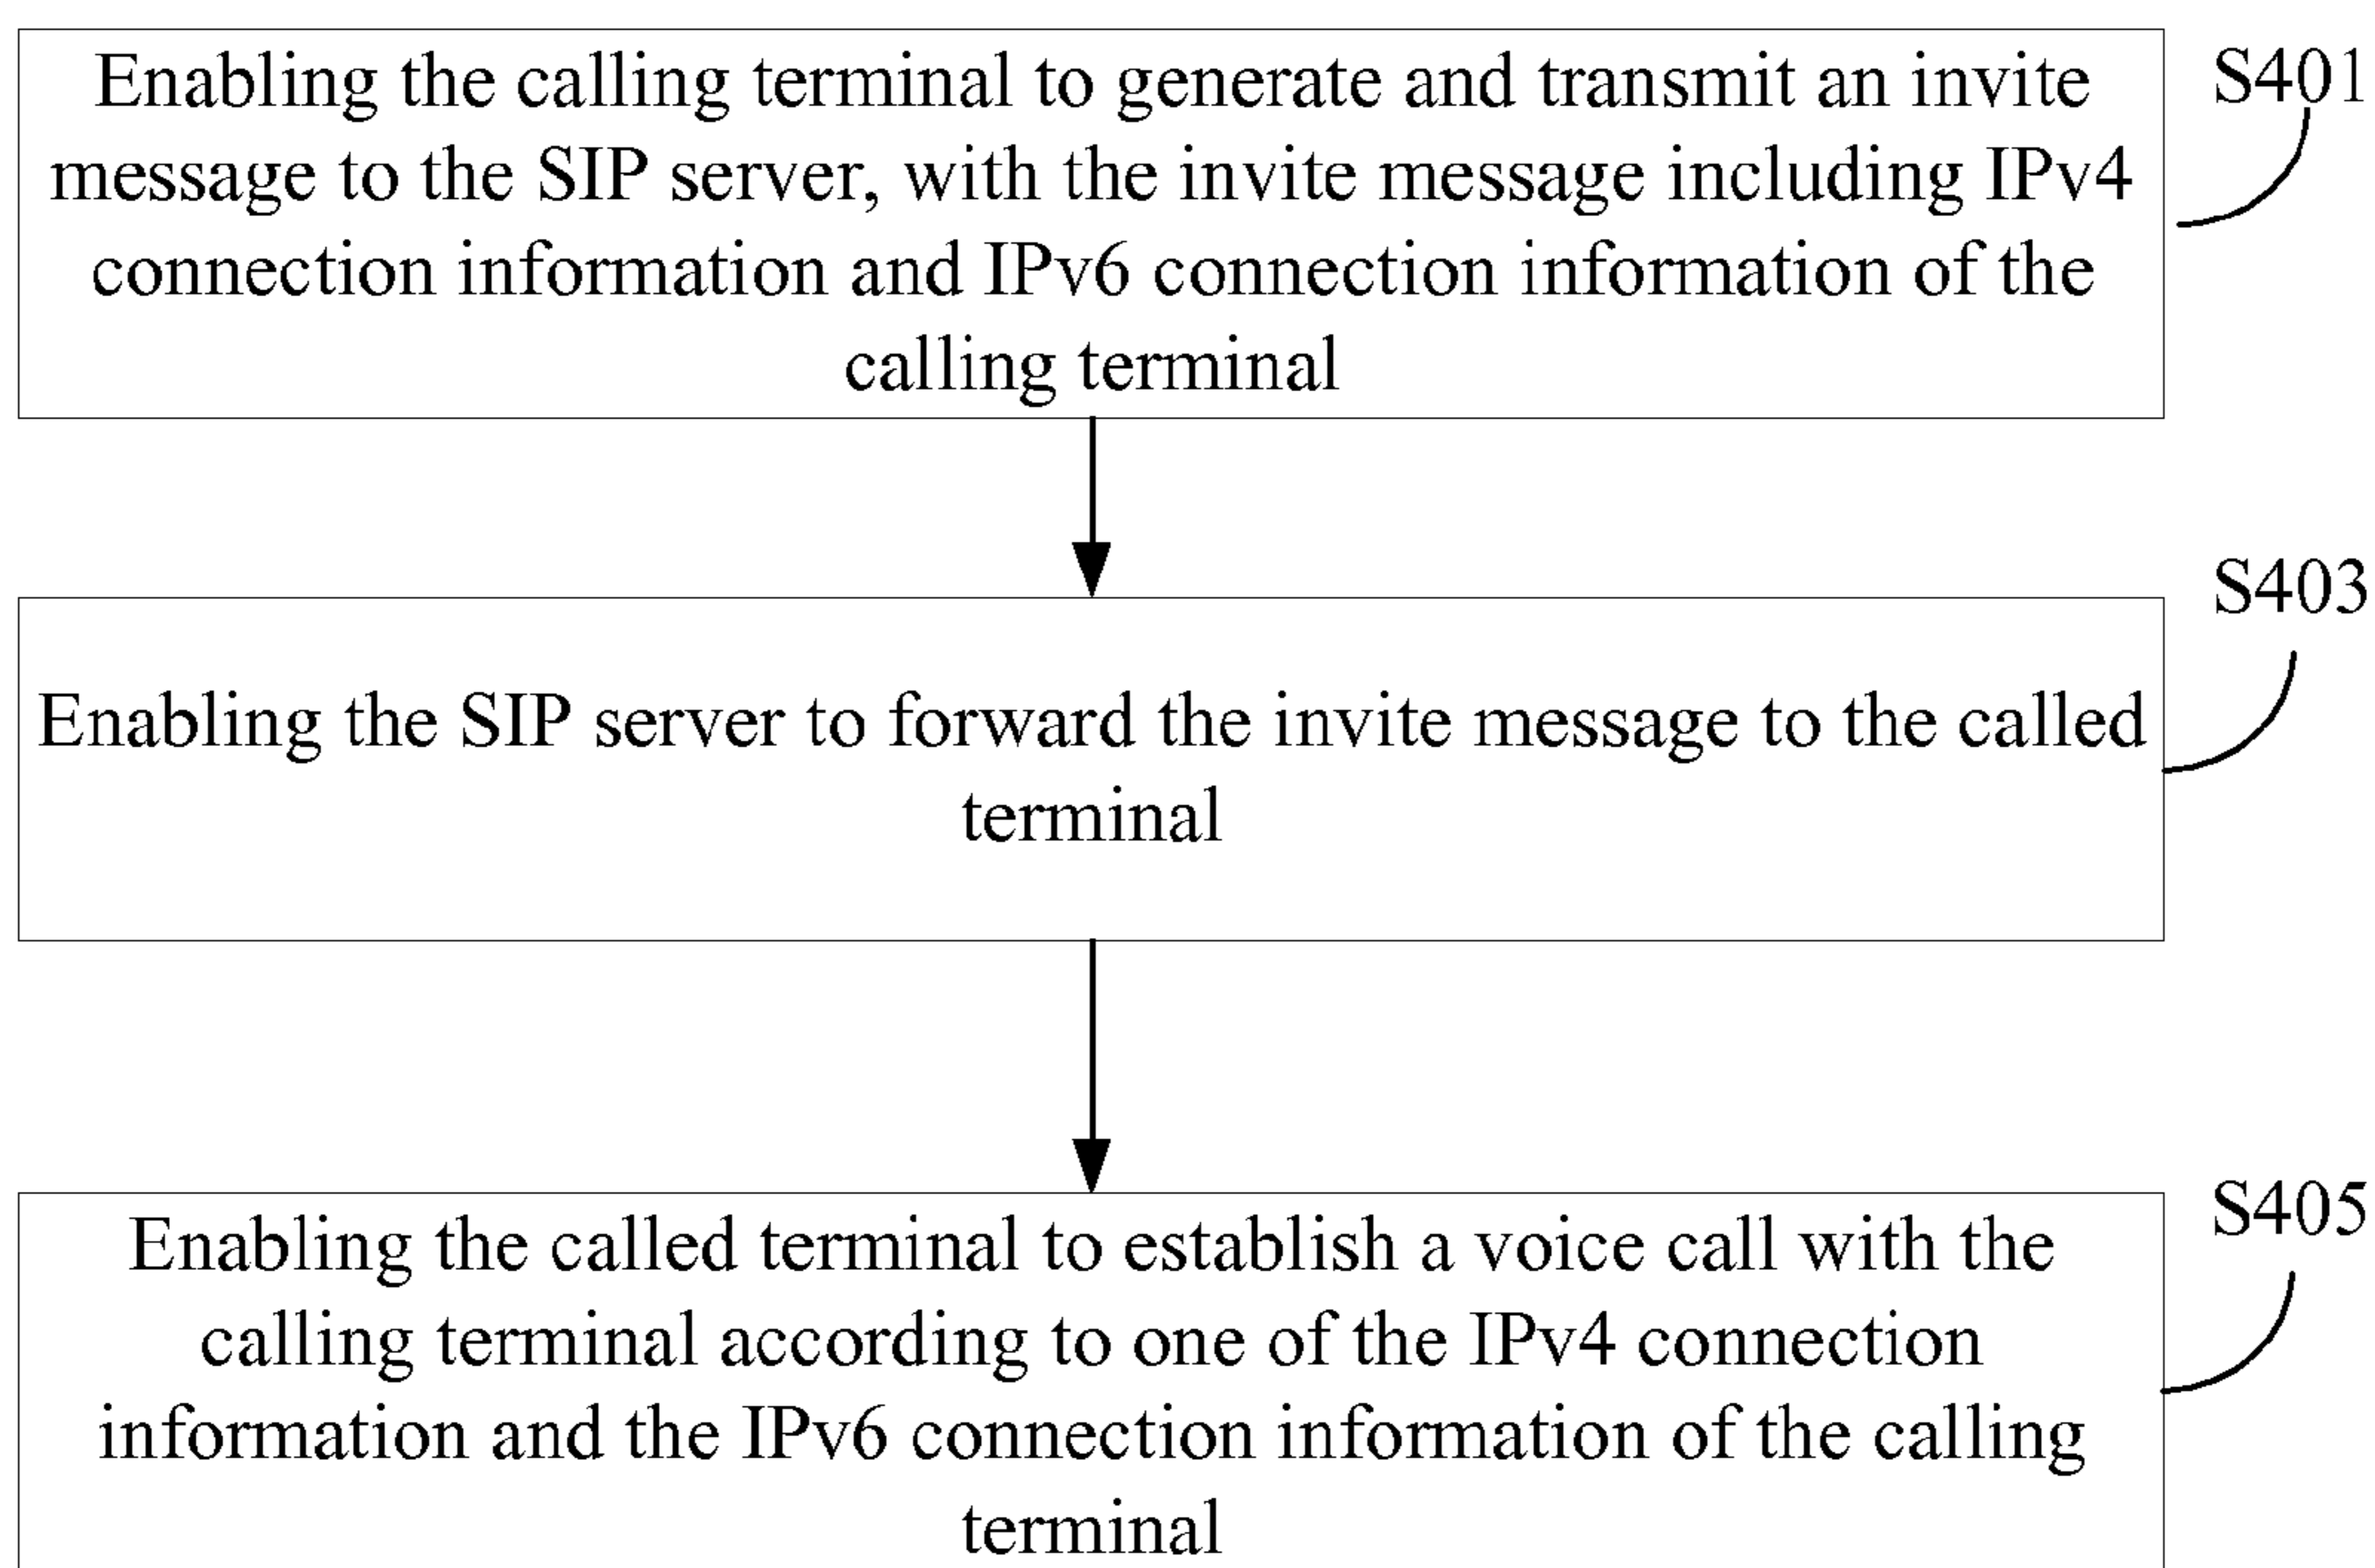 Enabling the calling terminal to generate and transmit an invite
message to the SIP server, with the invite message including IPv4
connection information and IPv6 connection information of the
calling terminal
S401
Enabling the SIP server to forward the invite message to the called
terminal
S403
Enabling the called terminal to establish a voice call with the
calling terminal according to one of the IPv4 connection
information and the IPv6 connection information of the calling
terminal
S405